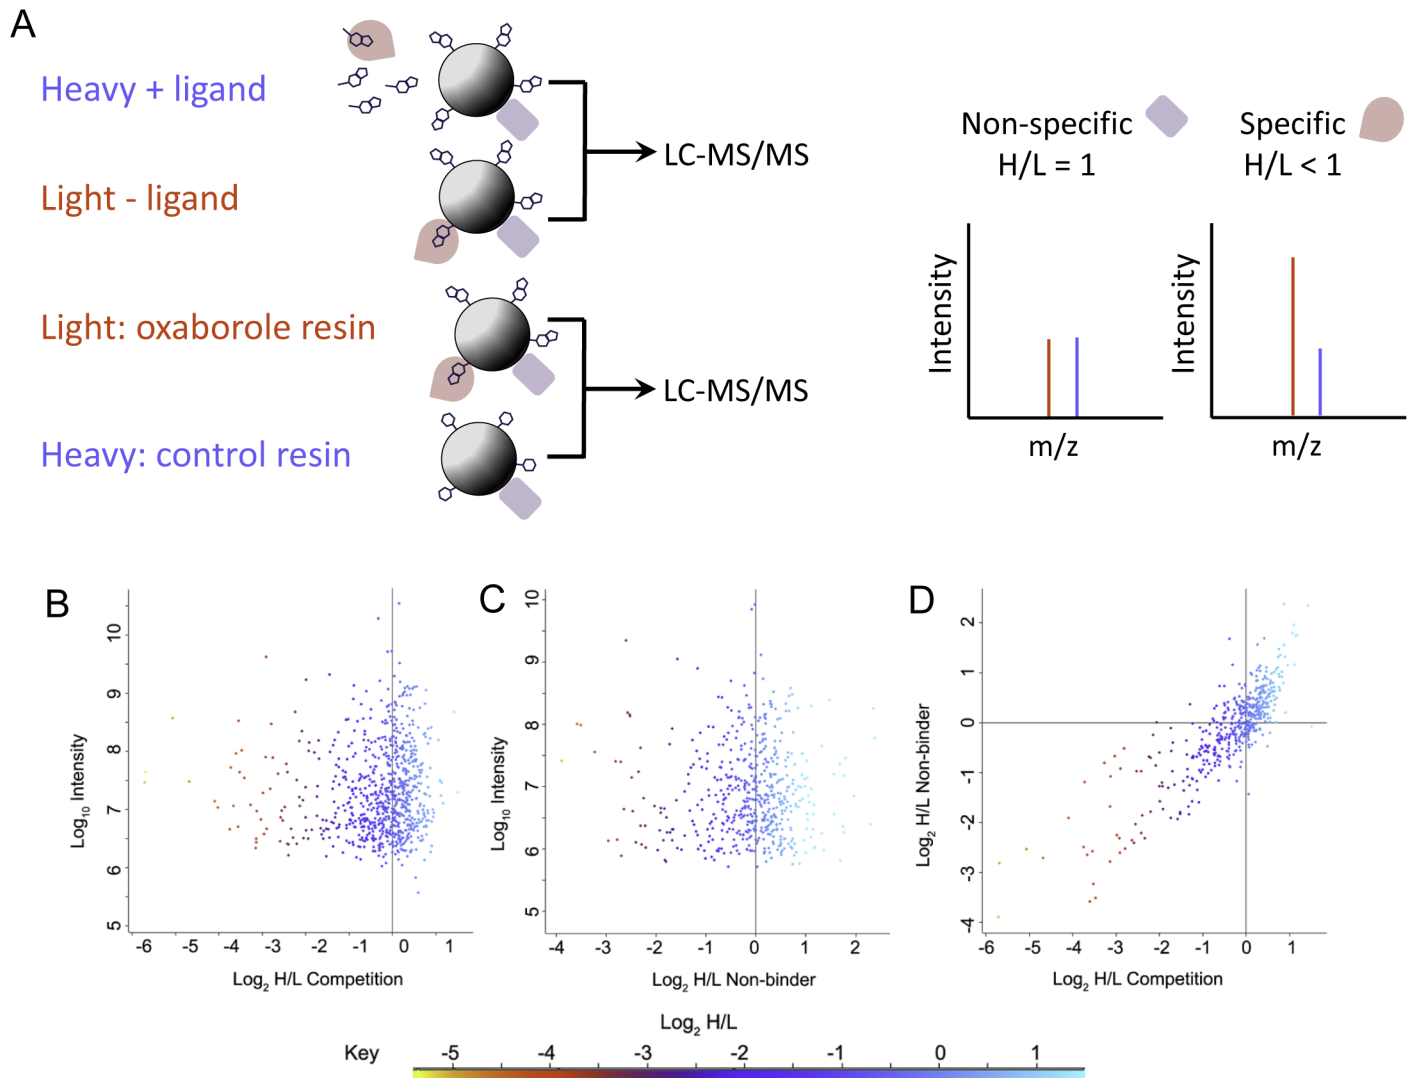 A
Heavy + ligand
Light - ligand
LC-MS/MS
Light: oxaborole resin
LC-MS/MS
Heavy: control resin
Non-specific
H/L = 1
Specific
H/L < 1
Intensity
m/z
Intensity
m/z
B
10
9
8
7
6
5
Log10 Intensity
-6 -5 -4 -3 -2 -1 0 1
Log2 H/L Competition
C
10
9
8
7
6
5
Log10 Intensity
-4 -3 -2 -1 0 1 2
Log2 H/L Non-binder
D
2
1
0
-1
-2
-3
-4
Log2 H/L Non-binder
-6 -5 -4 -3 -2 -1 0 1
Log2 H/L Competition
Log2 H/L
Key -5 -4 -3 -2 -1 0 1